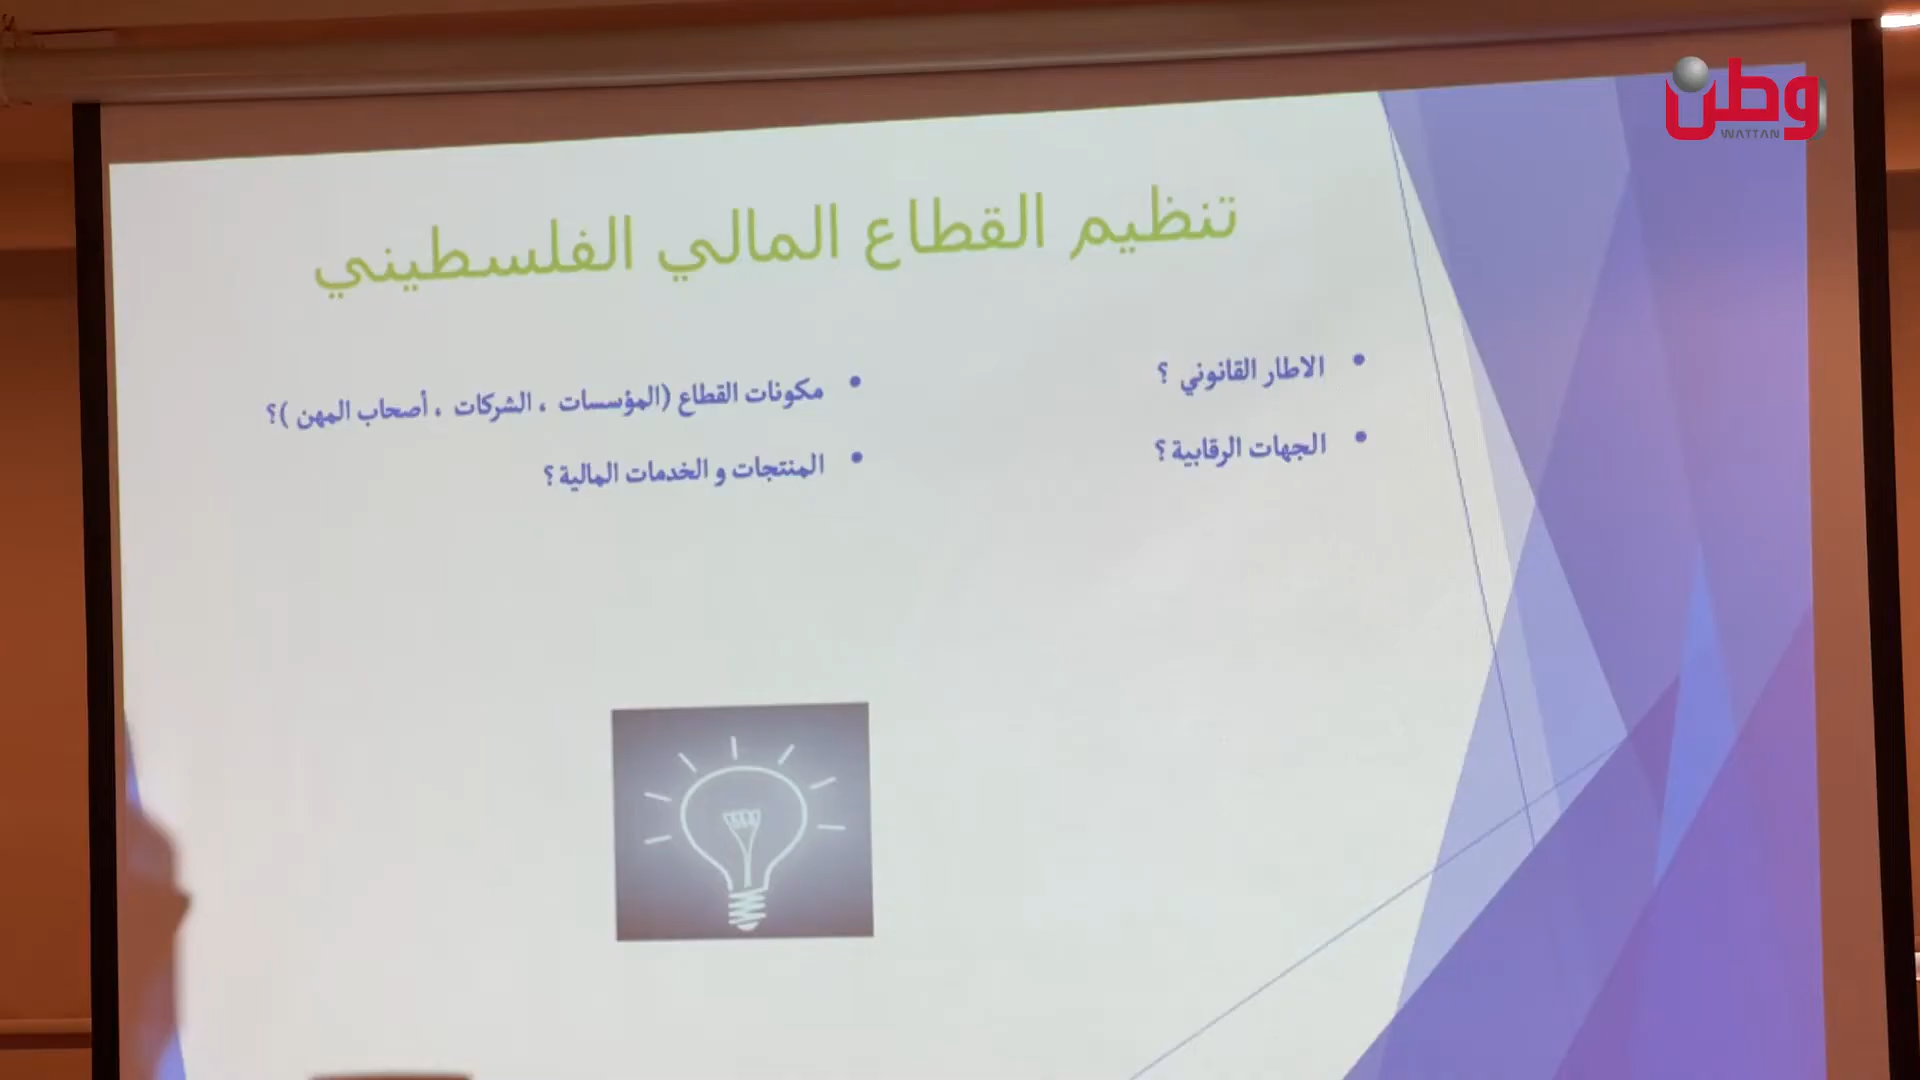 وطن
WATTAN
تنظيم القطاع المالي الفلسطيني
• الاطار القانوني ؟
• الجهات الرقابية ؟
• مكونات القطاع (المؤسسات ، الشركات ، أصحاب المهن )؟
• المنتجات و الخدمات المالية ؟